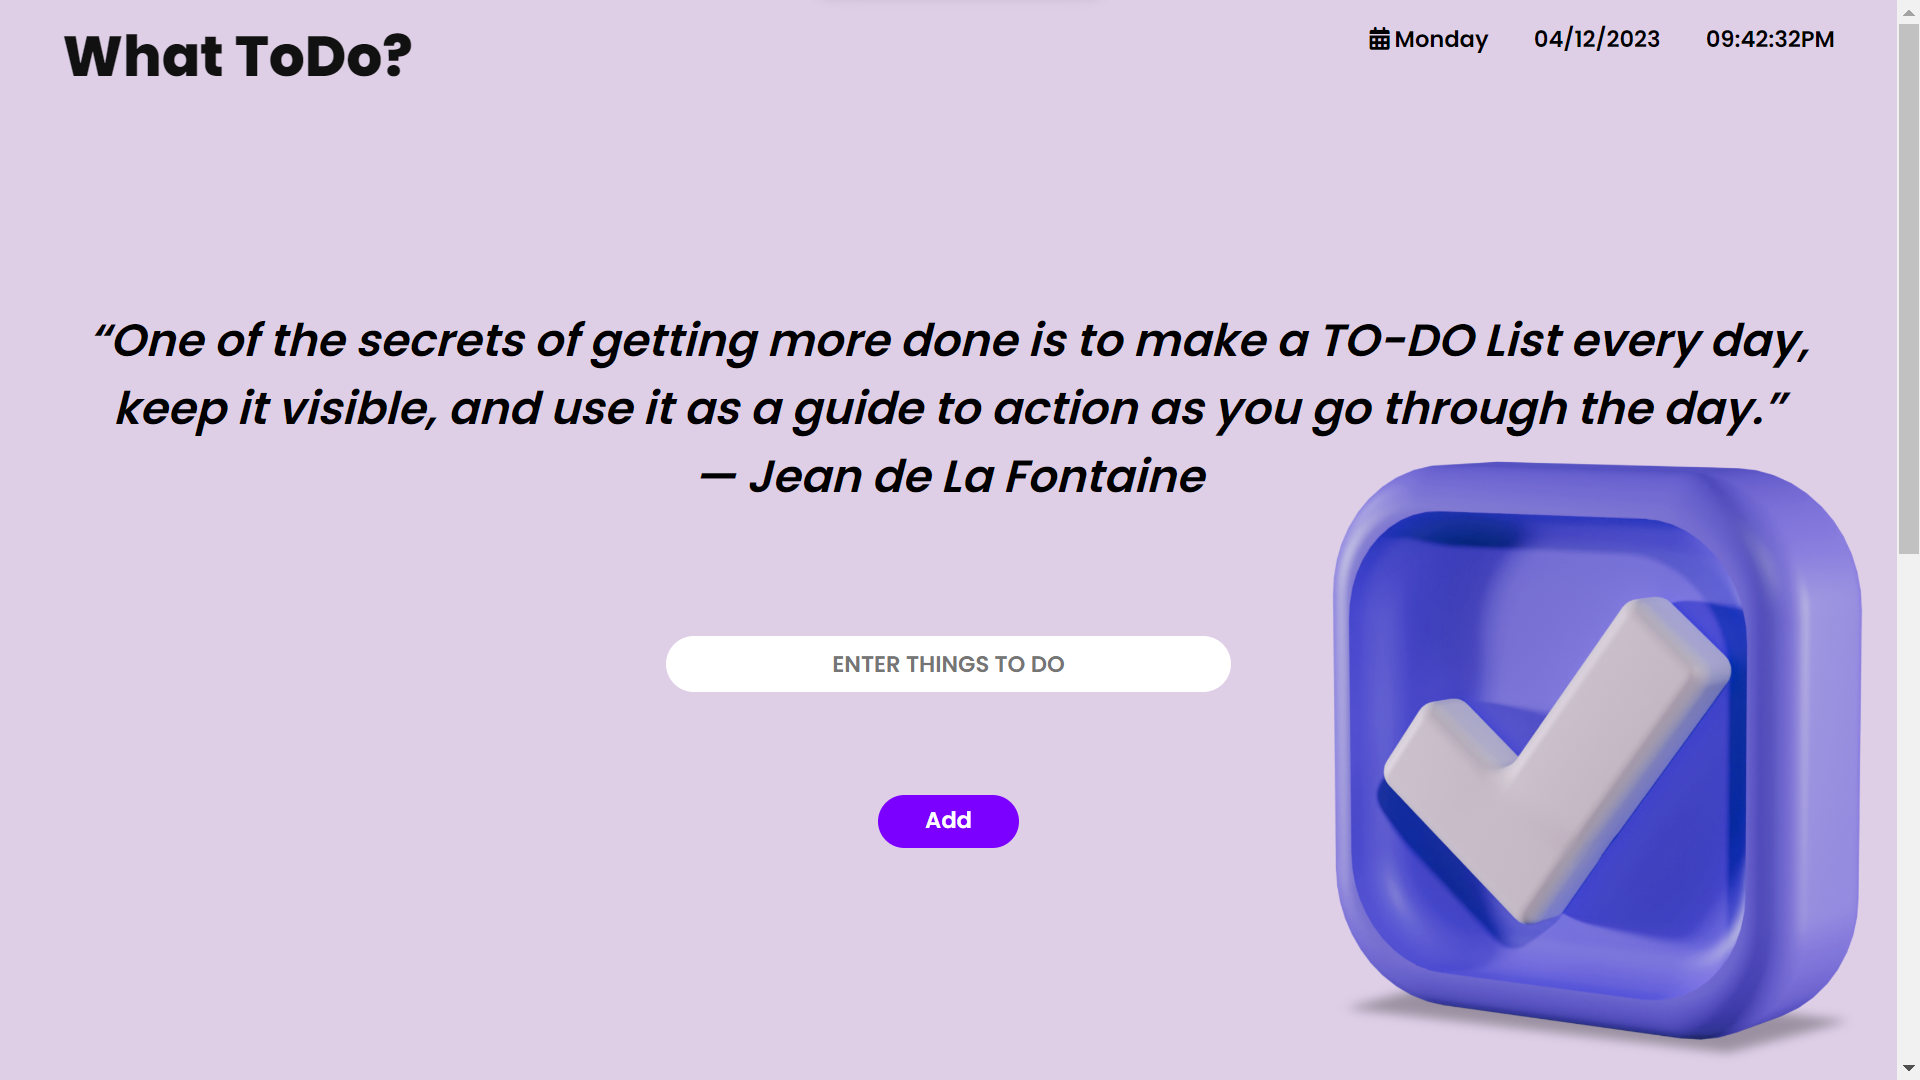 What ToDo?
Monday 04/12/2023 09:42:32PM
“One of the secrets of getting more done is to make a TO-DO List every day,
keep it visible, and use it as a guide to action as you go through the day.”
— Jean de La Fontaine
ENTER THINGS TO DO
Add